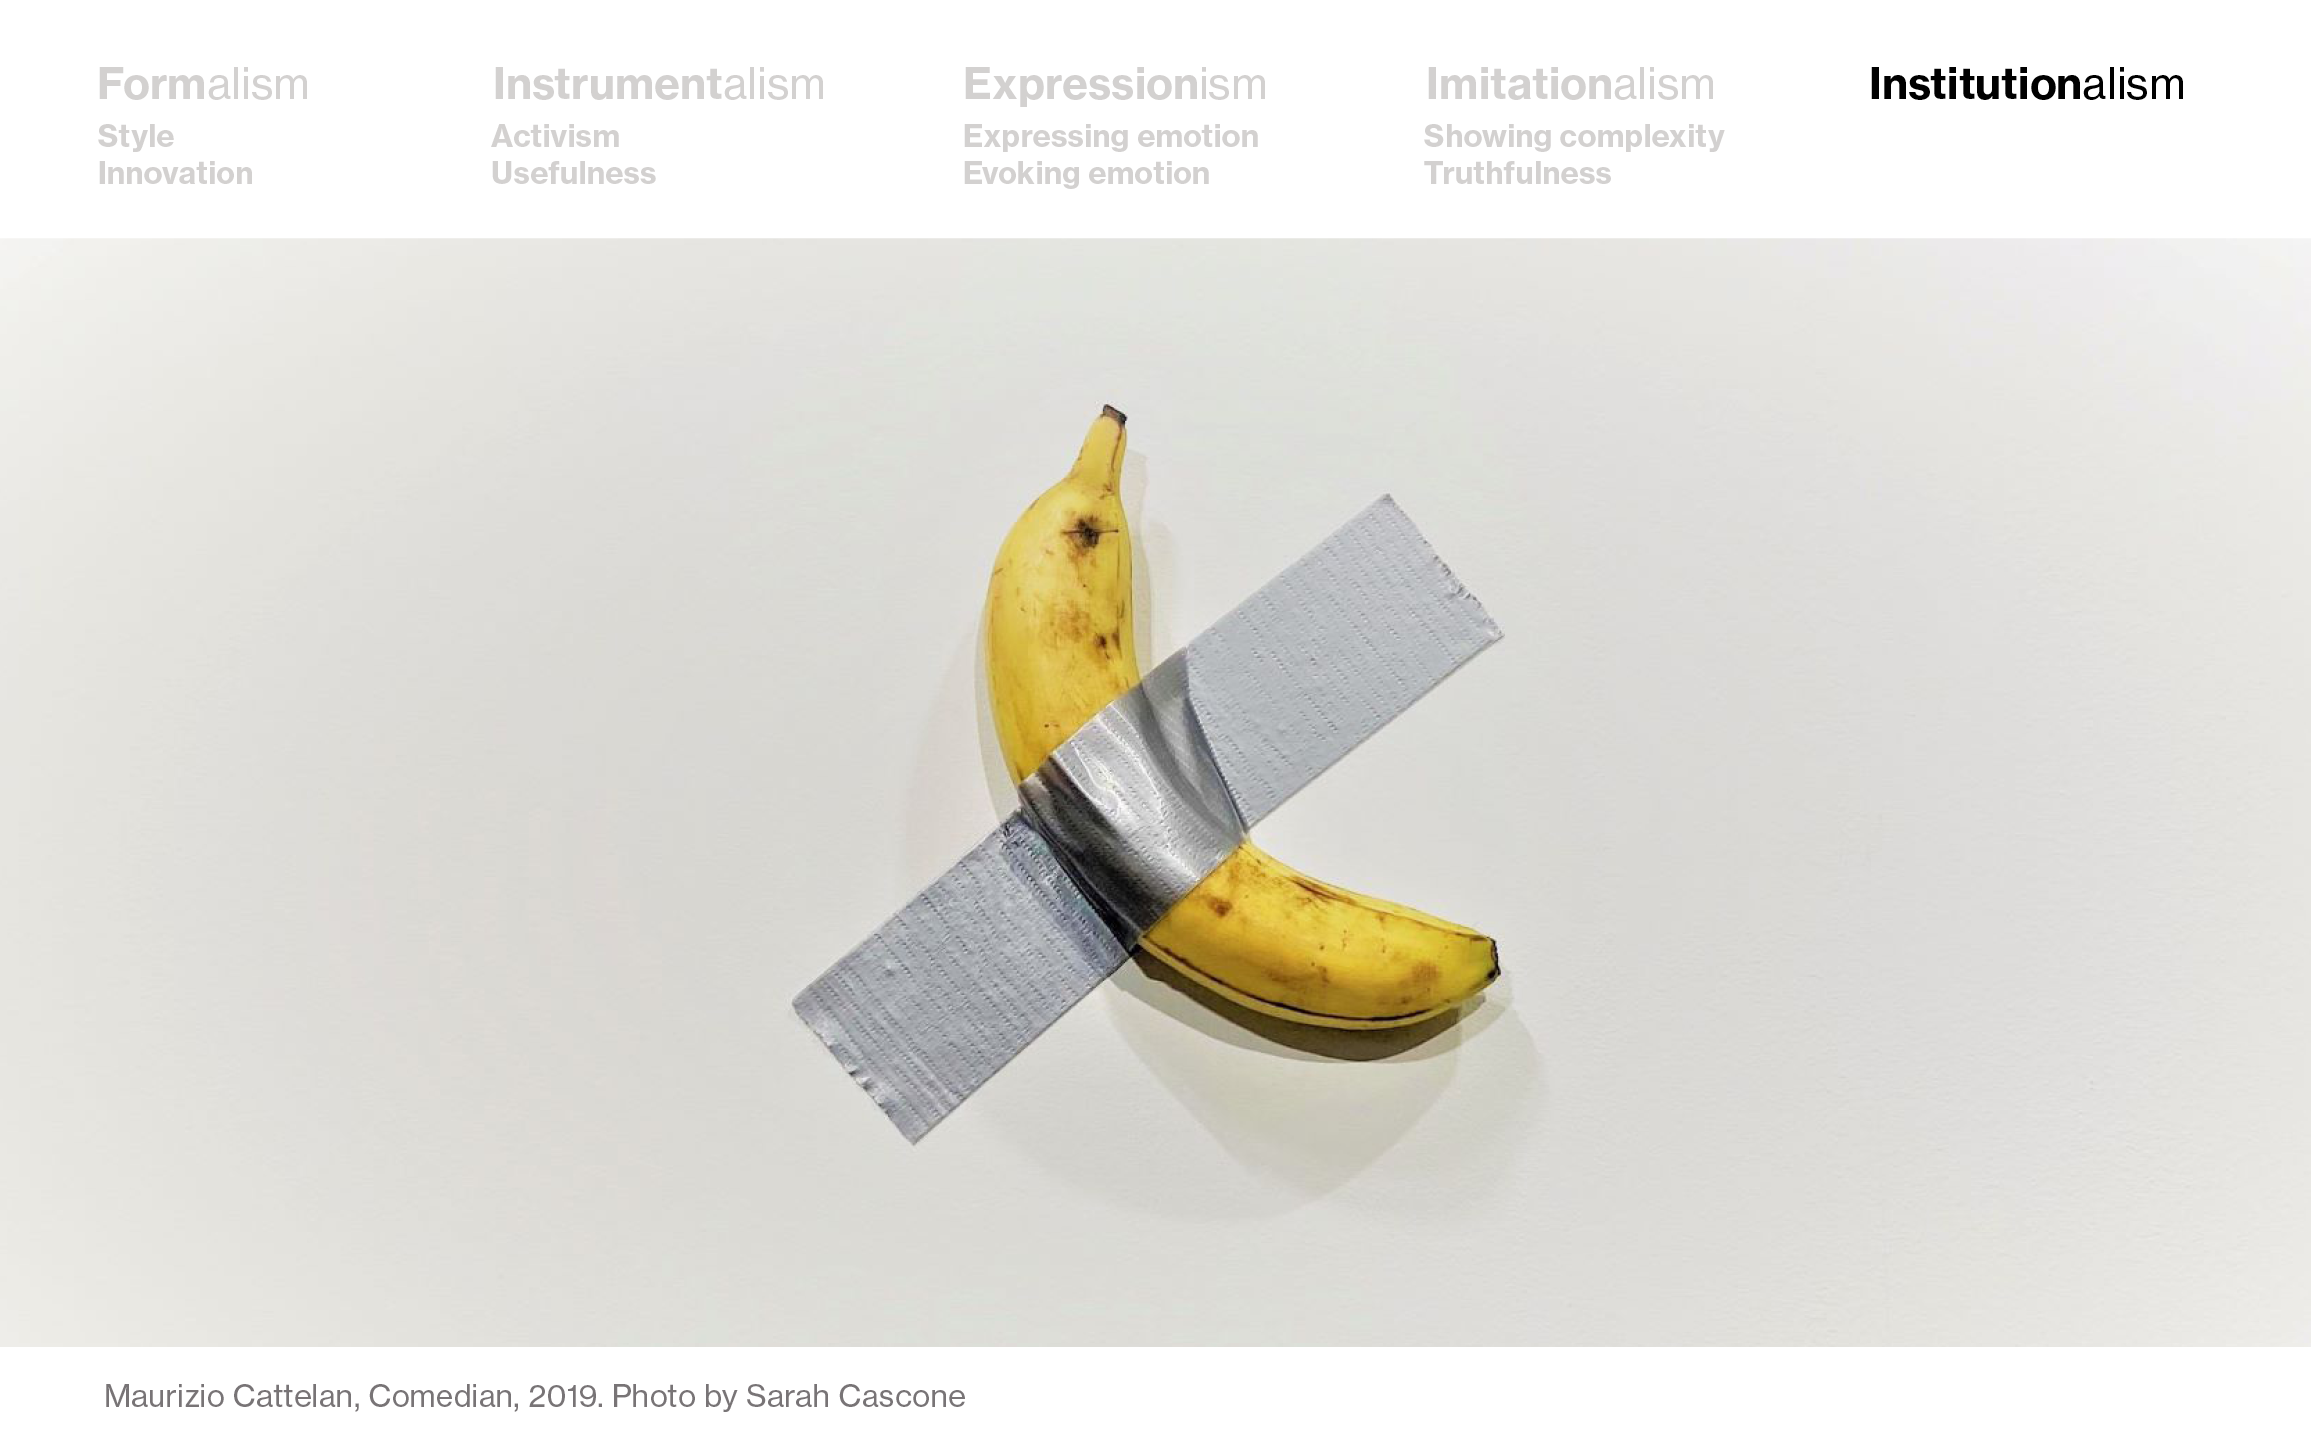 Formalism
Style
Innovation
Instrumentalism
Activism
Usefulness
Expressionism
Expressing emotion
Evoking emotion
Imitationalism
Showing complexity
Truthfulness
Institutionalism
Maurizio Cattelan, Comedian, 2019. Photo by Sarah Cascone